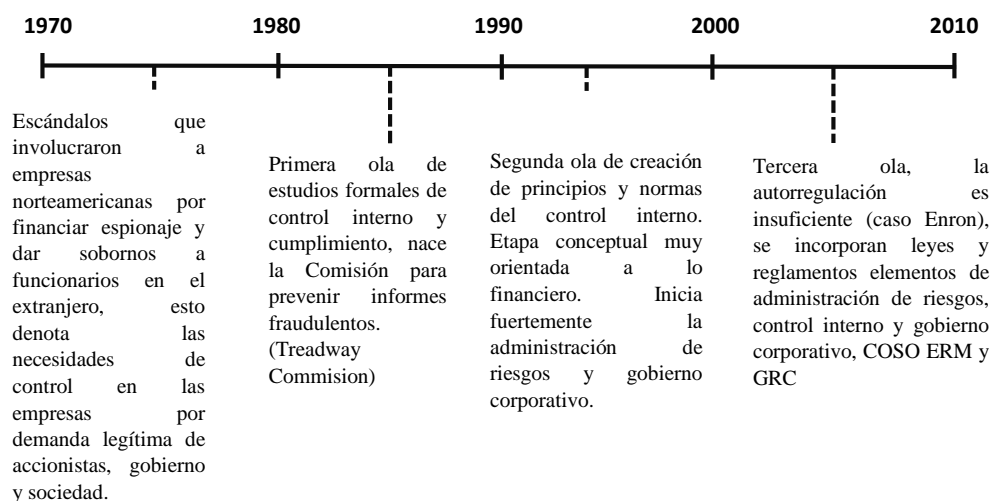 1970 1980 1990 2000 2010
Escándalos que
involucraron a
empresas
norteamericanas por
financiar espionaje y
dar sobornos a
funcionarios en el
extranjero, esto
denota las
necesidades de
control en las
empresas por
demanda legítima de
accionistas, gobierno
y sociedad.
Primera ola de
estudios formales de
control interno y
cumplimiento, nace
la Comisión para
prevenir informes
fraudulentos.
(Treadway
Commision)
Segunda ola de creación
de principios y normas
del control interno.
Etapa conceptual muy
orientada a lo
financiero. Inicia
fuertemente la
administración de
riesgos y gobierno
corporativo.
Tercera ola, la
autorregulación es
insuficiente (caso Enron),
se incorporan leyes y
reglamentos elementos de
administración de riesgos,
control interno y gobierno
corporativo, COSO ERM y
GRC